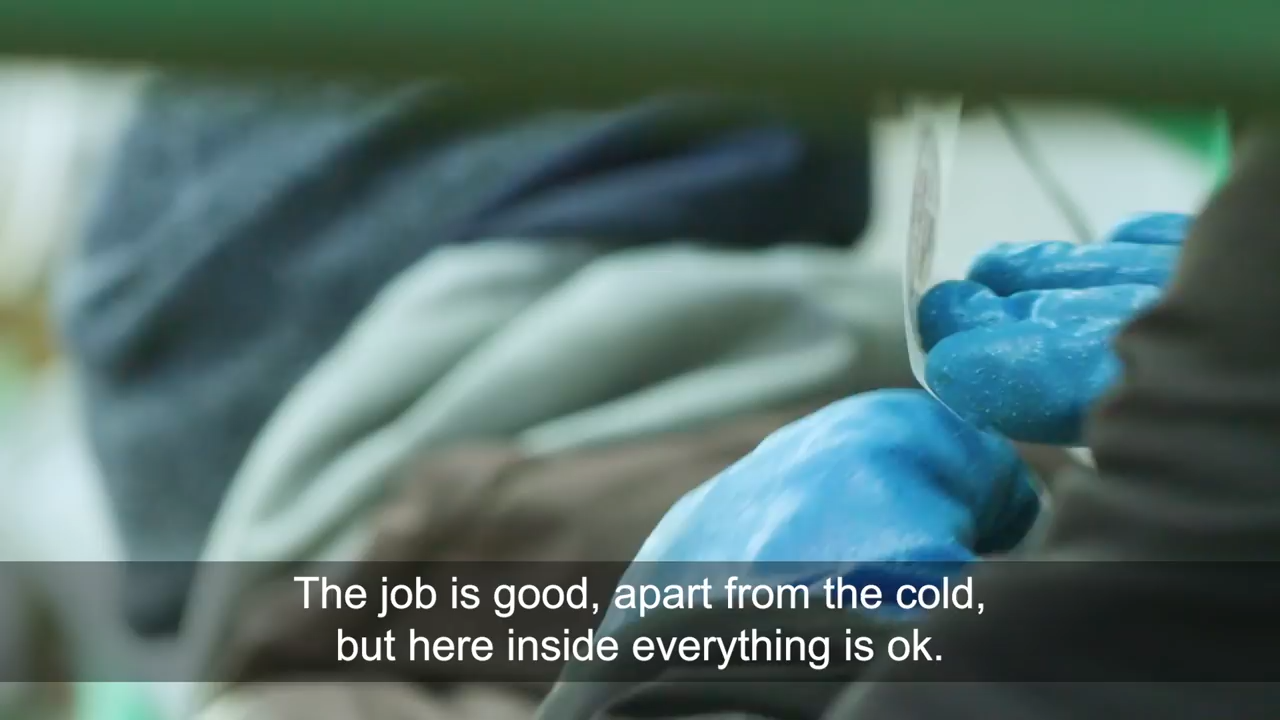 The job is good, apart from the cold,
but here inside everything is ok.